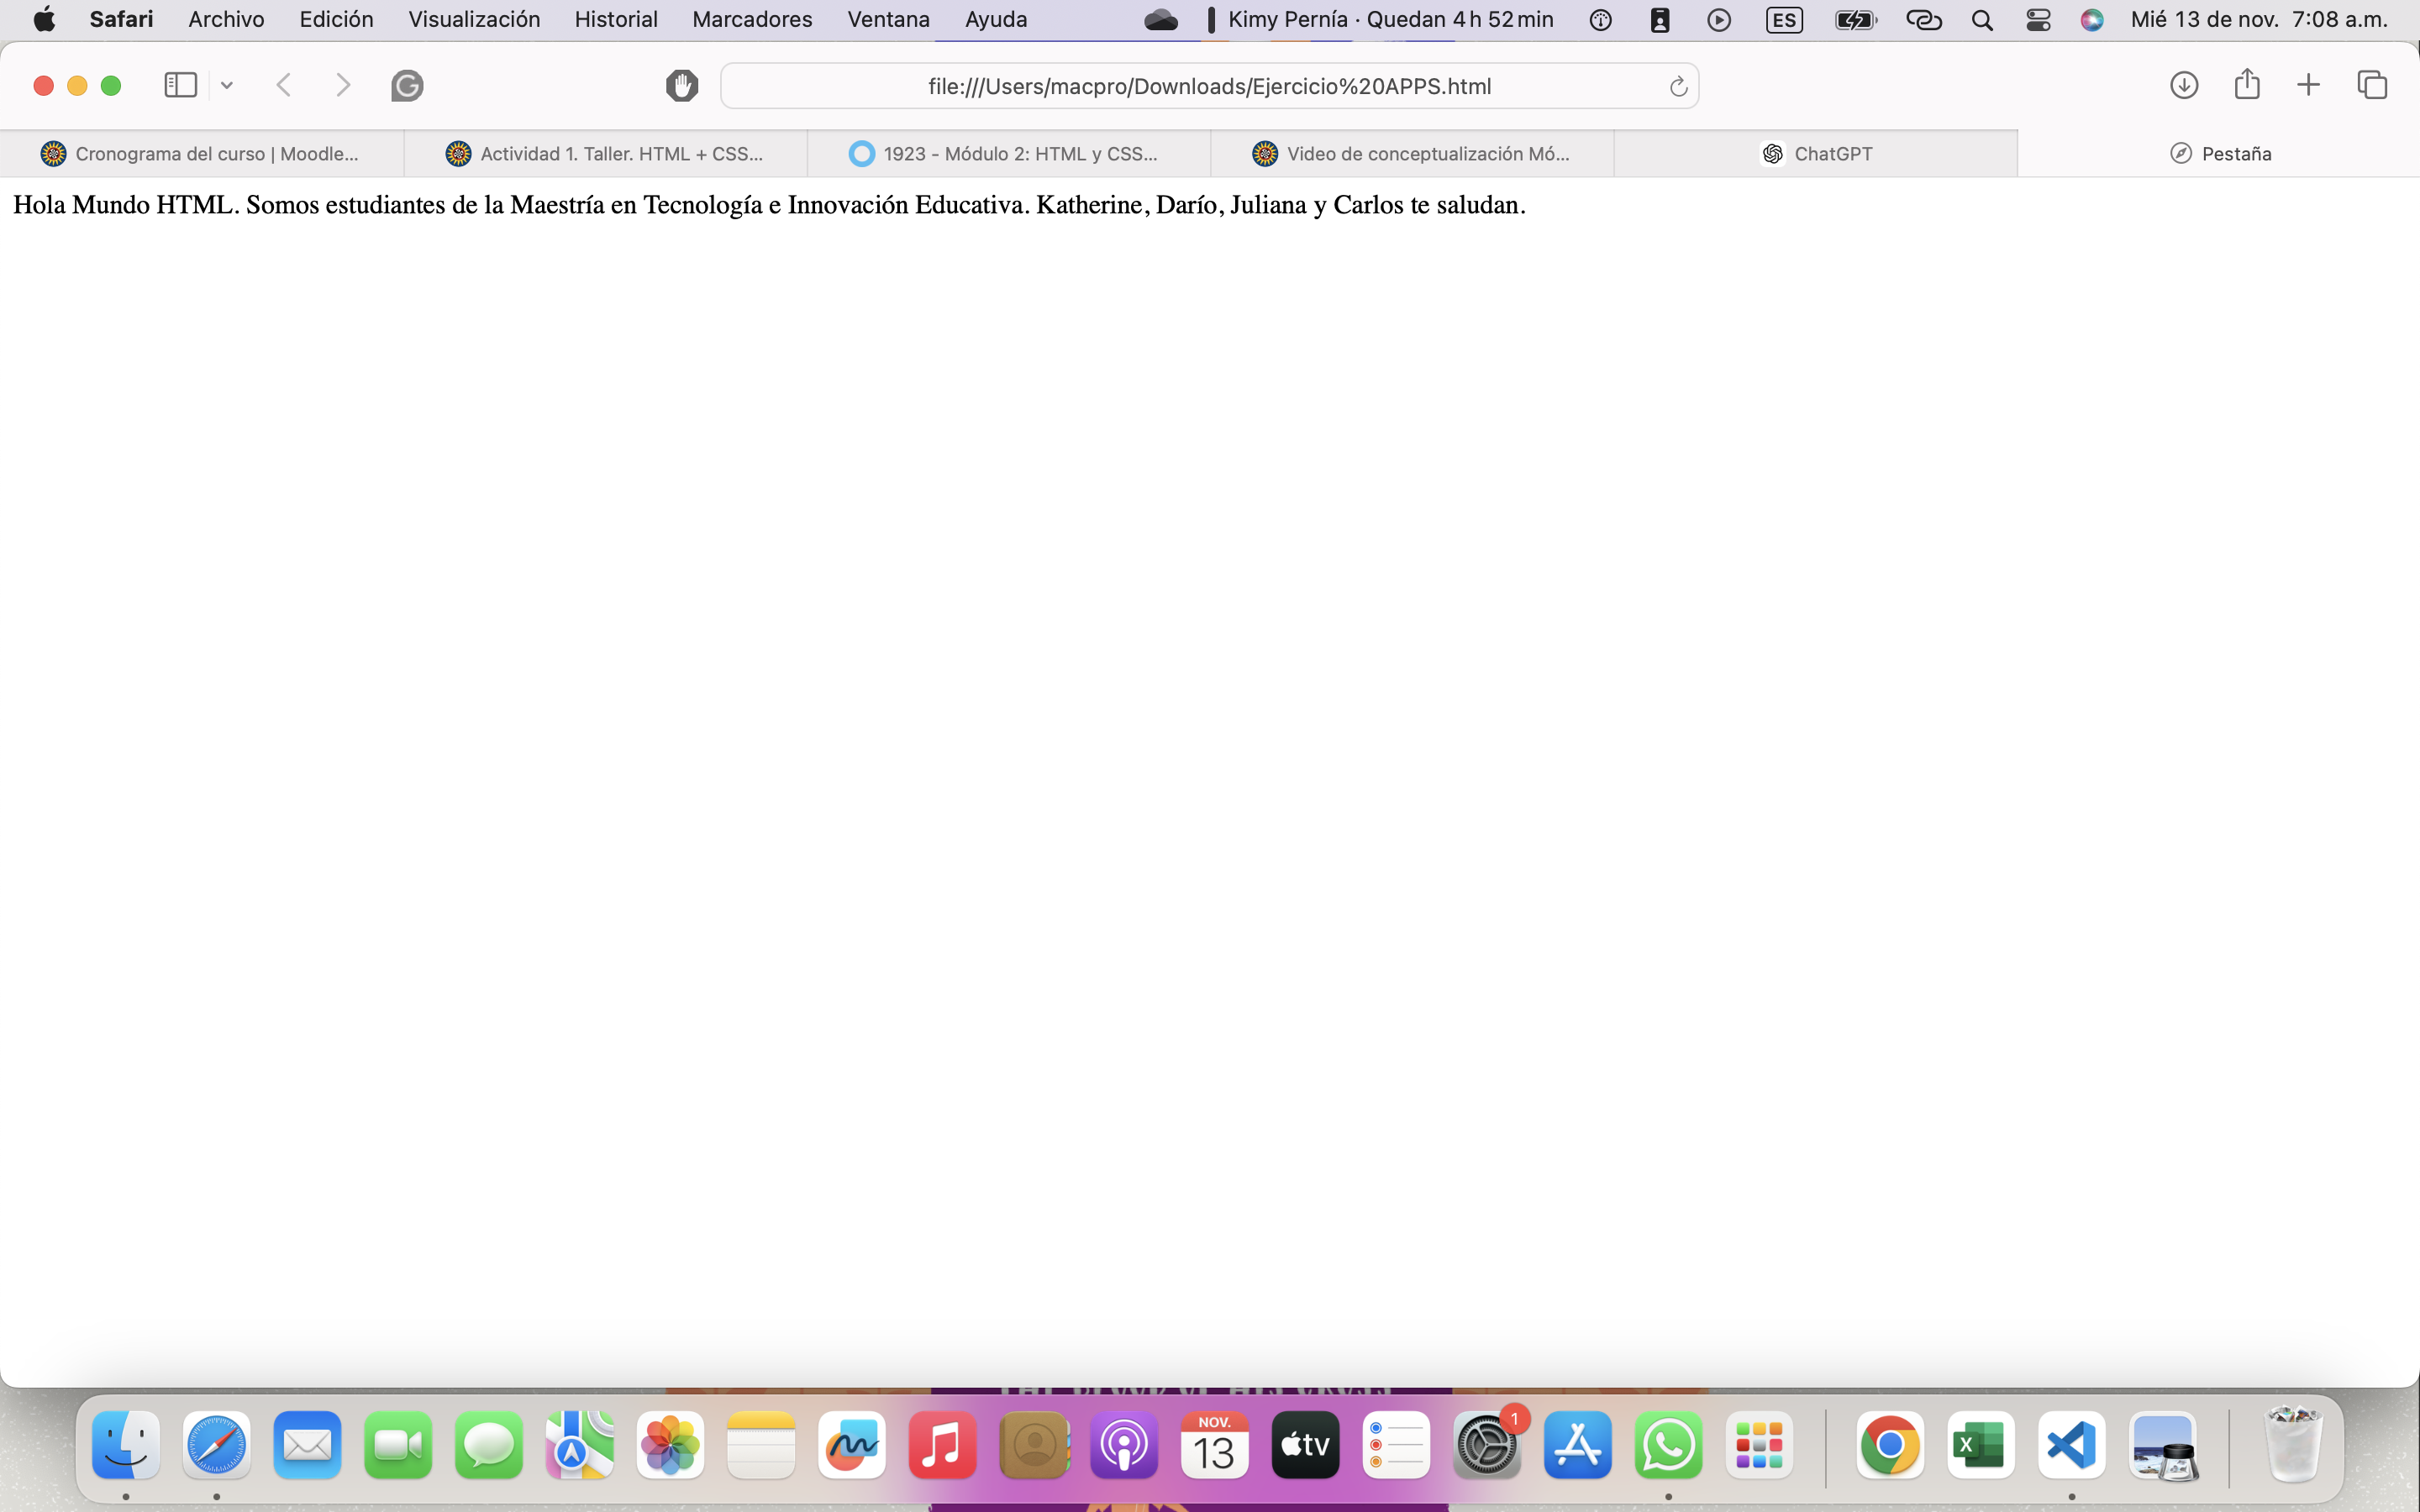 Safari Archivo Edición Visualización Historial Marcadores Ventana Ayuda Kimy Pernía · Quedan 4 h 52 min ES Mié 13 de nov. 7:08 a.m.
file:///Users/macpro/Downloads/Ejercicio%20APPS.html
Cronograma del curso | Moodle... Actividad 1. Taller. HTML + CSS... 1923 - Módulo 2: HTML y CSS... Video de conceptualización Mó... ChatGPT Pestaña
Hola Mundo HTML. Somos estudiantes de la Maestría en Tecnología e Innovación Educativa. Katherine, Darío, Juliana y Carlos te saludan.
NOV.
13
tv
1
X